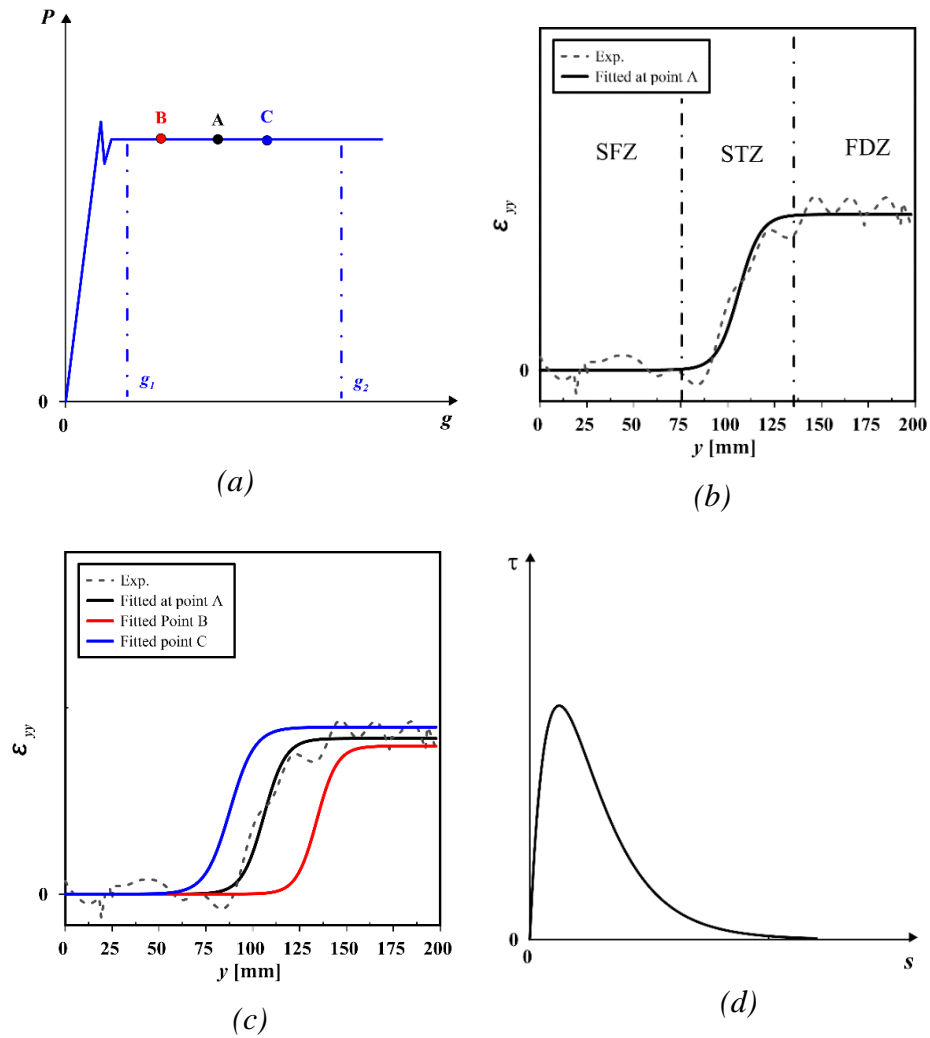 P
B
A
C
g1
g2
0
0
g
(a)
Exp.
Fitted at point A
SFZ
STZ
FDZ
ε yy
0
0
25
50
75
100
125
150
175
200
y [mm]
(b)
Exp.
Fitted at point A
Fitted Point B
Fitted point C
ε yy
0
0
25
50
75
100
125
150
175
200
y [mm]
(c)
τ
0
0
s
(d)